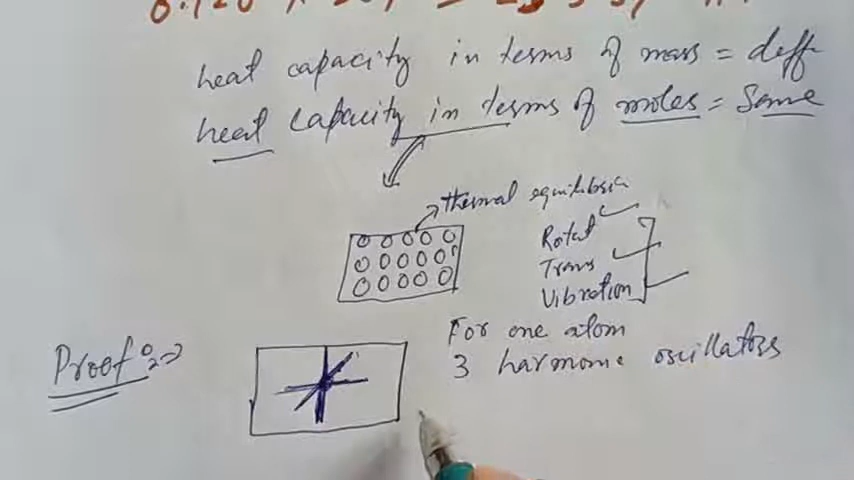 heat capacity in terms of mass = diff
heat capacity in terms of moles = Same
thermal equilibria
Rotat
Trans
Vibration
For one atom
Proof
3 harmonic oscillators